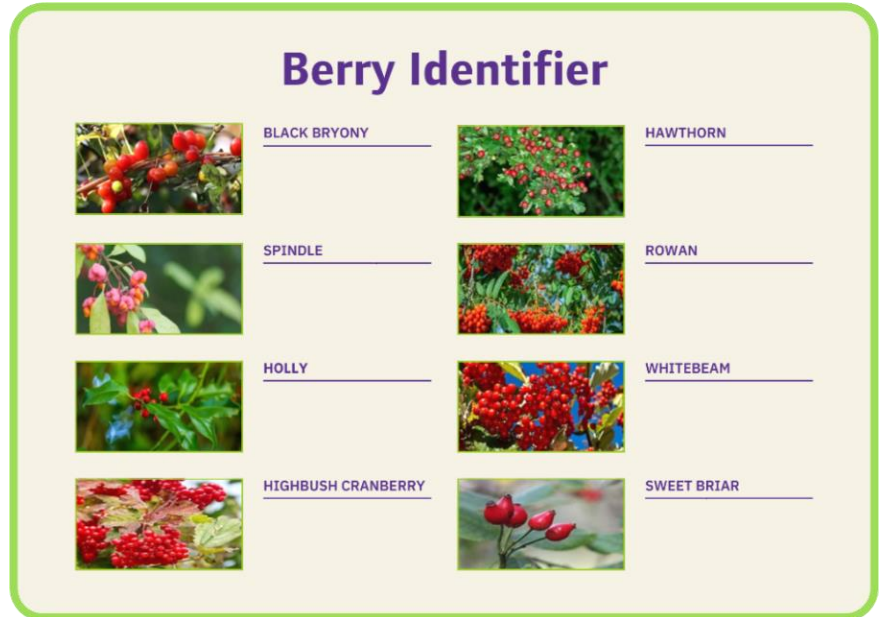 Berry Identifier
BLACK BRYONY
HAWTHORN
SPINDLE
ROWAN
HOLLY
WHITEBEAM
HIGHBUSH CRANBERRY
SWEET BRIAR